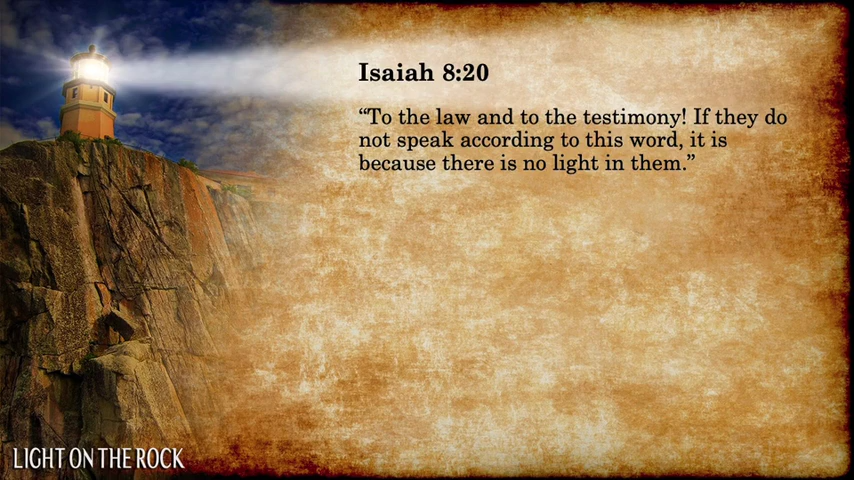 Isaiah 8:20
“To the law and to the testimony! If they do
not speak according to this word, it is
because there is no light in them.”
LIGHT ON THE ROCK